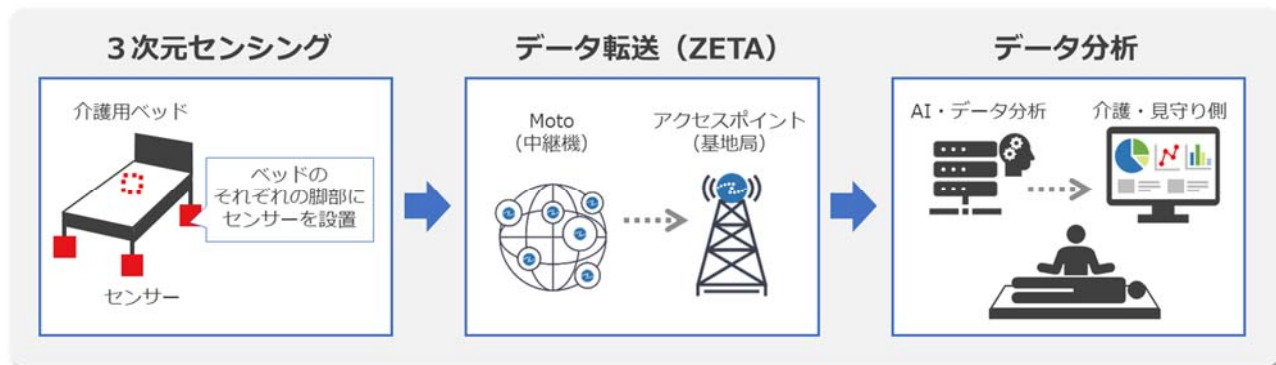 3次元センシング
介護用ベッド
ベッドの
それぞれの脚部に
センサーを設置
センサー
データ転送（ZETA）
Moto
（中継機）
アクセスポイント
（基地局）
データ分析
AI・データ分析
介護・見守り側